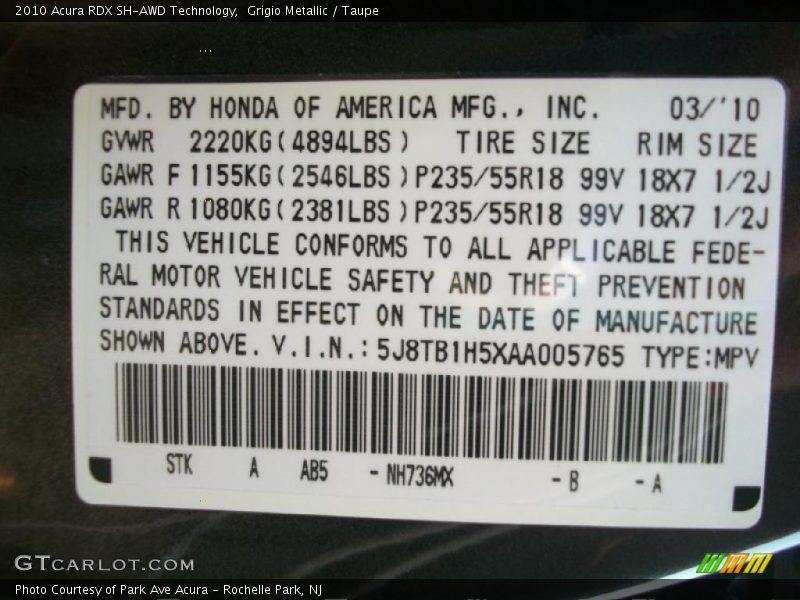 2010 Acura RDX SH-AWD Technology,  Grigio Metallic / Taupe
MFD. BY HONDA OF AMERICA MFG., INC. 03/'10
GVWR 2220KG(4894LBS) TIRE SIZE RIM SIZE
GAWR F 1155KG(2546LBS)P235/55R18 99V 18X7 1/2J
GAWR R 1080KG(2381LBS)P235/55R18 99V 18X7 1/2J
THIS VEHICLE CONFORMS TO ALL APPLICABLE FEDE-
RAL MOTOR VEHICLE SAFETY AND THEFT PREVENTION
STANDARDS IN EFFECT ON THE DATE OF MANUFACTURE
SHOWN ABOVE. V.I.N.: 5J8TB1H5XAA005765 TYPE:MPV
STK A AB5 - NH736MX - B - A
GTCARLOT.COM
Photo Courtesy of Park Ave Acura - Rochelle Park, NJ